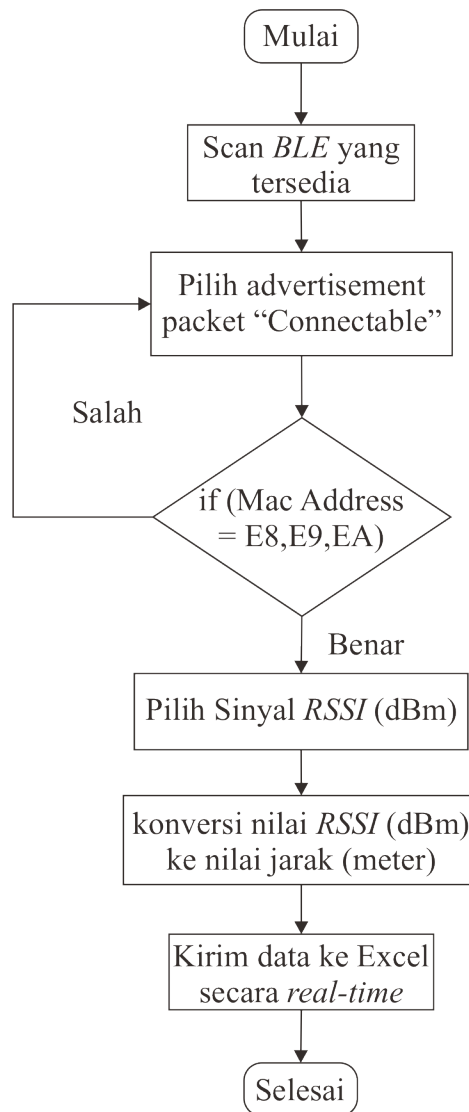 Mulai
Scan BLE yang
tersedia
Pilih advertisement
packet “Connectable”
Salah
if (Mac Address
= E8,E9,EA)
Benar
Pilih Sinyal RSSI (dBm)
konversi nilai RSSI (dBm)
ke nilai jarak (meter)
Kirim data ke Excel
secara real-time
Selesai